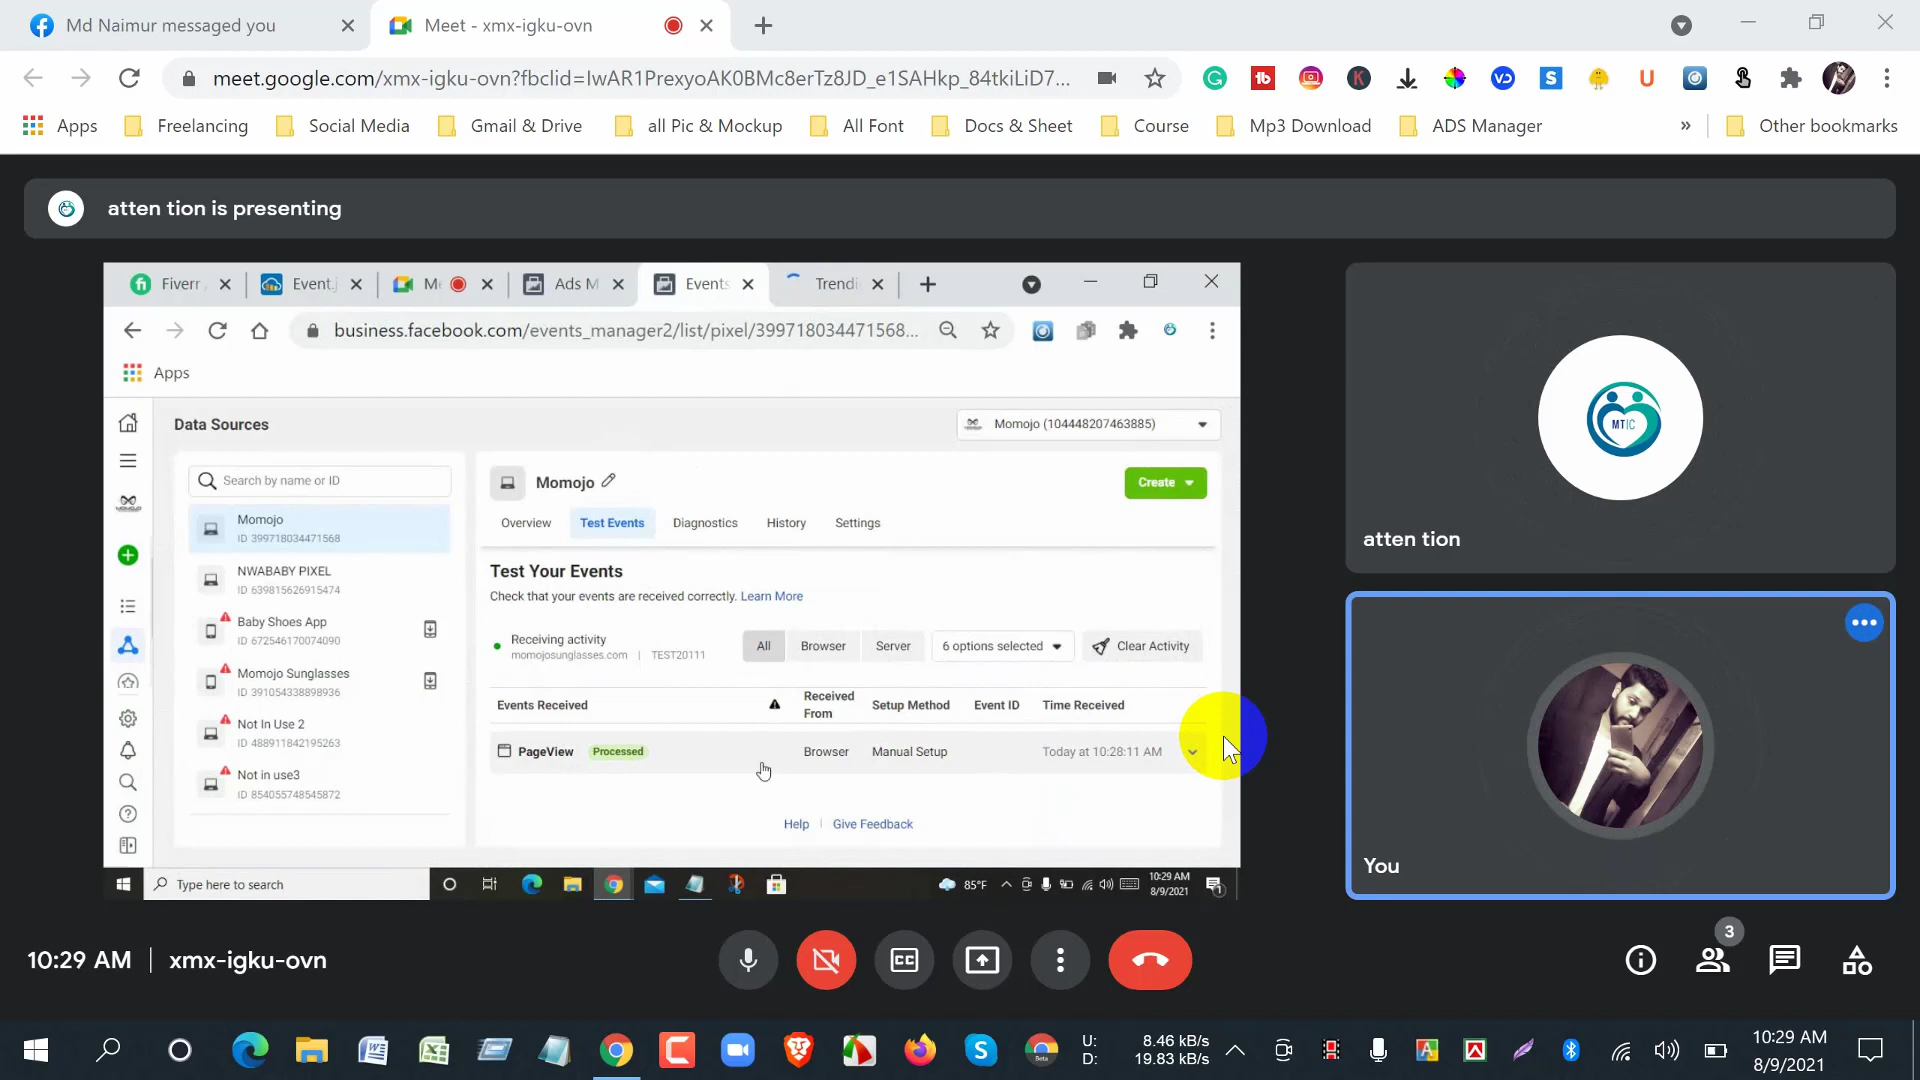 Md Naimur messaged you
Meet - xmx-igku-ovn
meet.google.com/xmx-igku-ovn?fbclid=IwAR1PrexyoAK0BMc8erTz8JD_e1SAHkp_84tkiLiD7...
Apps
Freelancing
Social Media
Gmail & Drive
all Pic & Mockup
All Font
Docs & Sheet
Course
Mp3 Download
ADS Manager
»
Other bookmarks
atten tion is presenting
Fiverr
Event.
Me
Ads M
Events
Trendi
business.facebook.com/events_manager2/list/pixel/399718034471568...
Apps
Data Sources
Momojo (104448207463885)
Search by name or ID
Momojo
ID 399718034471568
NWABABY PIXEL
ID 639815626915474
Baby Shoes App
ID 672546170074090
Momojo Sunglasses
ID 391054338898936
Not In Use 2
ID 488911842195263
Not in use3
ID 854055748545872
Momojo
Create
Overview
Test Events
Diagnostics
History
Settings
Test Your Events
Check that your events are received correctly. Learn More
Receiving activity
momojosunglasses.com | TEST20111
All
Browser
Server
6 options selected
Clear Activity
Events Received
Received From
Setup Method
Event ID
Time Received
PageView
Processed
Browser
Manual Setup
Today at 10:28:11 AM
Help | Give Feedback
Type here to search
85°F
10:29 AM
8/9/2021
MTIC
atten tion
You
10:29 AM | xmx-igku-ovn
3
U: 8.46 kB/s
D: 19.83 kB/s
10:29 AM
8/9/2021